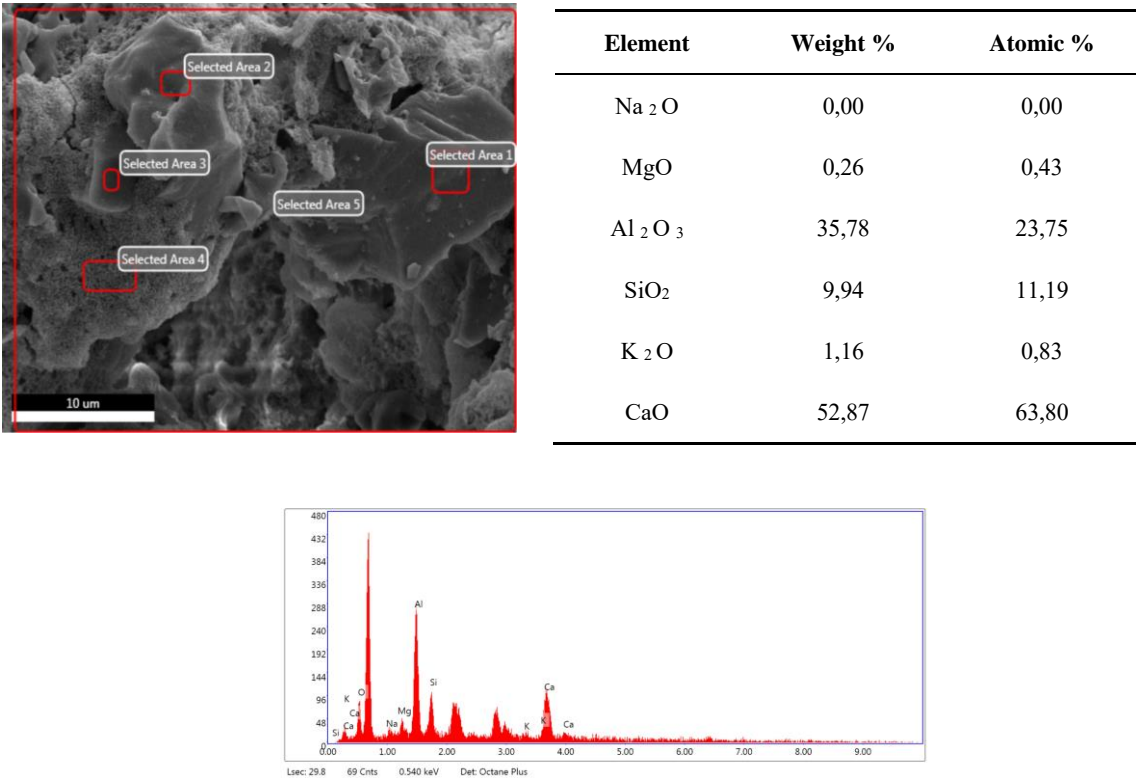 Selected Area 2
Selected Area 1
Selected Area 3
Selected Area 5
Selected Area 4
10 um
Element Weight % Atomic %
Na 2 O 0,00 0,00
MgO 0,26 0,43
Al 2 O 3 35,78 23,75
SiO2 9,94 11,19
K 2 O 1,16 0,83
CaO 52,87 63,80
480
432
384
336
288
240
192
144
96
48
0
Al
Si
K
O
Ca
Si
Ca
Na
Mg
K
K
Ca
Ca
0.00 1.00 2.00 3.00 4.00 5.00 6.00 7.00 8.00 9.00
Lsec: 29.8 69 Cnts 0.540 keV Det: Octane Plus